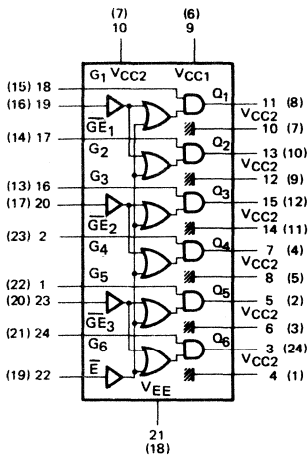 (7) (6)
10 9
G1 VCC2 VCC1
(15) 18 Q1
(16) 19 11 (8)
VCC2
G̅E̅1 10 (7)
(14) 17 G2 Q2
13 (10)
VCC2
G3 12 (9)
(13) 16 Q3
(17) 20 15 (12)
VCC2
G̅E̅2 14 (11)
(23) 2 G4 Q4
7 (4)
VCC2
G5 8 (5)
(22) 1 Q5
(20) 23 5 (2)
VCC2
G̅E̅3 6 (3)
(21) 24 G6 Q6
3 (24)
E̅ VCC2
(19) 22 VEE 4 (1)
21
(18)